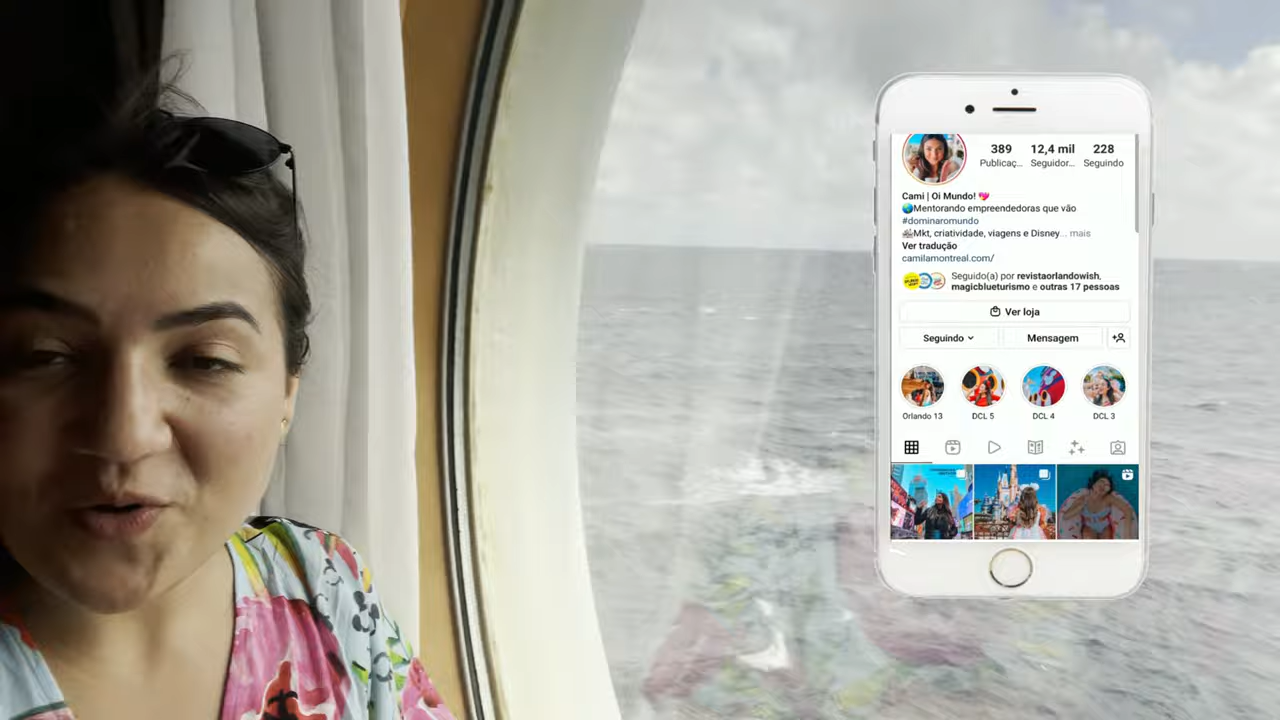 389 12,4 mil 228
Publicaç... Seguidor... Seguindo
Cami | Oi Mundo! 💖
🌎Mentorando empreendedoras que vão
#dominaromundo
🚢Mkt, criatividade, viagens e Disney... mais
Ver tradução
camilamontreal.com/
Seguido(a) por revistaorlandowish,
magicblueturismo e outras 17 pessoas
Ver loja
Seguindo Mensagem
Orlando 13 DCL 5 DCL 4 DCL 3